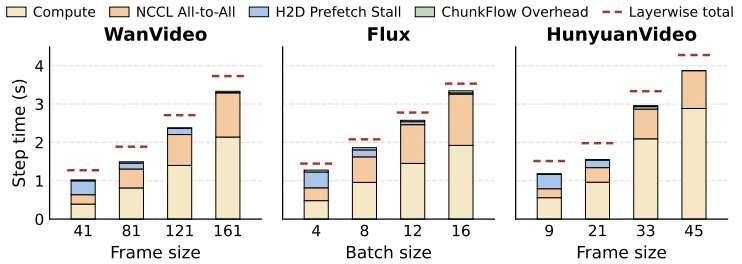 Compute NCCL All-to-All H2D Prefetch Stall ChunkFlow Overhead Layerwise total
WanVideo Flux HunyuanVideo
Step time (s)
4
3
2
1
0
41 81 121 161 4 8 12 16 9 21 33 45
Frame size Batch size Frame size